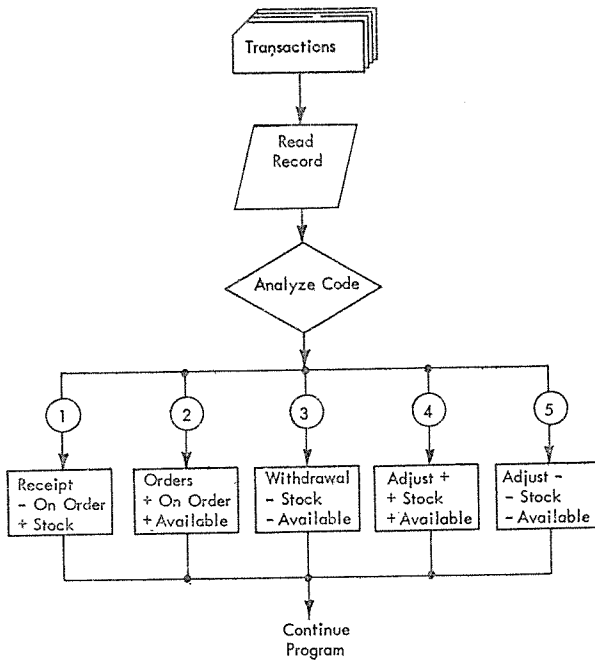 Transactions
Read
Record
Analyze Code
1
2
3
4
5
Receipt
- On Order
+ Stock
Orders
+ On Order
+ Available
Withdrawal
- Stock
- Available
Adjust +
+ Stock
+ Available
Adjust -
- Stock
- Available
Continue
Program